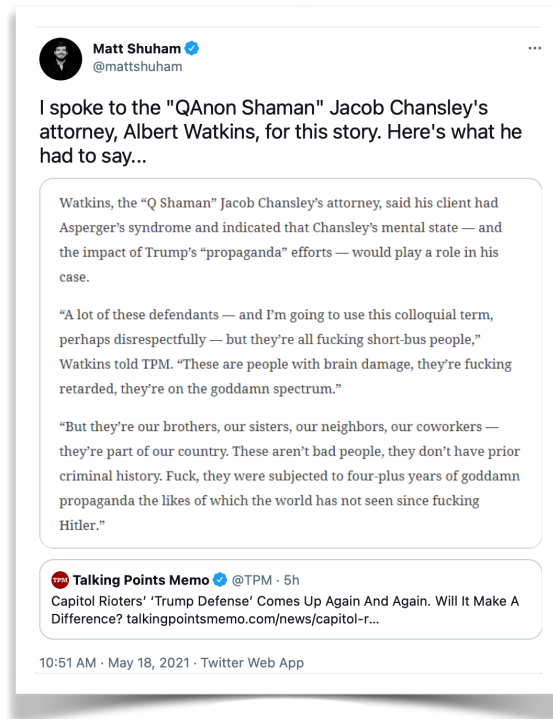 Matt Shuham
@mattshuham
I spoke to the "QAnon Shaman" Jacob Chansley's
attorney, Albert Watkins, for this story. Here's what he
had to say...
Watkins, the “Q Shaman” Jacob Chansley’s attorney, said his client had
Asperger’s syndrome and indicated that Chansley’s mental state — and
the impact of Trump’s “propaganda” efforts — would play a role in his
case.
“A lot of these defendants — and I’m going to use this colloquial term,
perhaps disrespectfully — but they’re all fucking short-bus people,”
Watkins told TPM. “These are people with brain damage, they’re fucking
retarded, they’re on the goddamn spectrum.”
“But they’re our brothers, our sisters, our neighbors, our coworkers —
they’re part of our country. These aren’t bad people, they don’t have prior
criminal history. Fuck, they were subjected to four-plus years of goddamn
propaganda the likes of which the world has not seen since fucking
Hitler.”
TPM Talking Points Memo @TPM · 5h
Capitol Rioters’ ‘Trump Defense’ Comes Up Again And Again. Will It Make A
Difference? talkingpointsmemo.com/news/capitol-r...
10:51 AM · May 18, 2021 · Twitter Web App